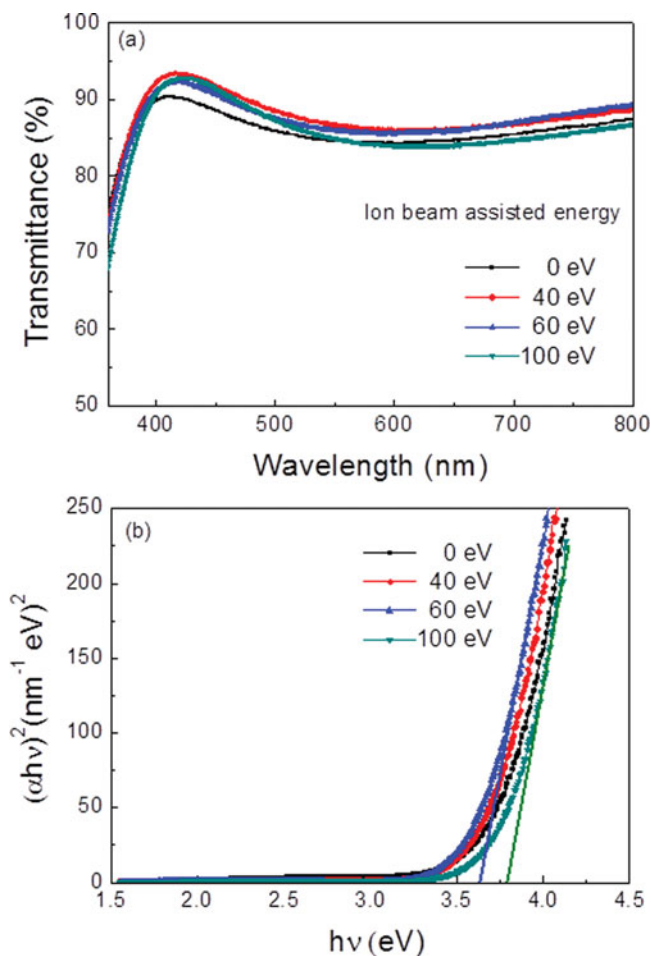 (a)
100
90
80
70
60
50
Transmittance (%)
Ion beam assisted energy
0 eV
40 eV
60 eV
100 eV
400 500 600 700 800
Wavelength (nm)
(b)
250
200
150
100
50
0
(αhν)² (nm⁻¹ eV)²
0 eV
40 eV
60 eV
100 eV
1.5 2.0 2.5 3.0 3.5 4.0 4.5
hν (eV)